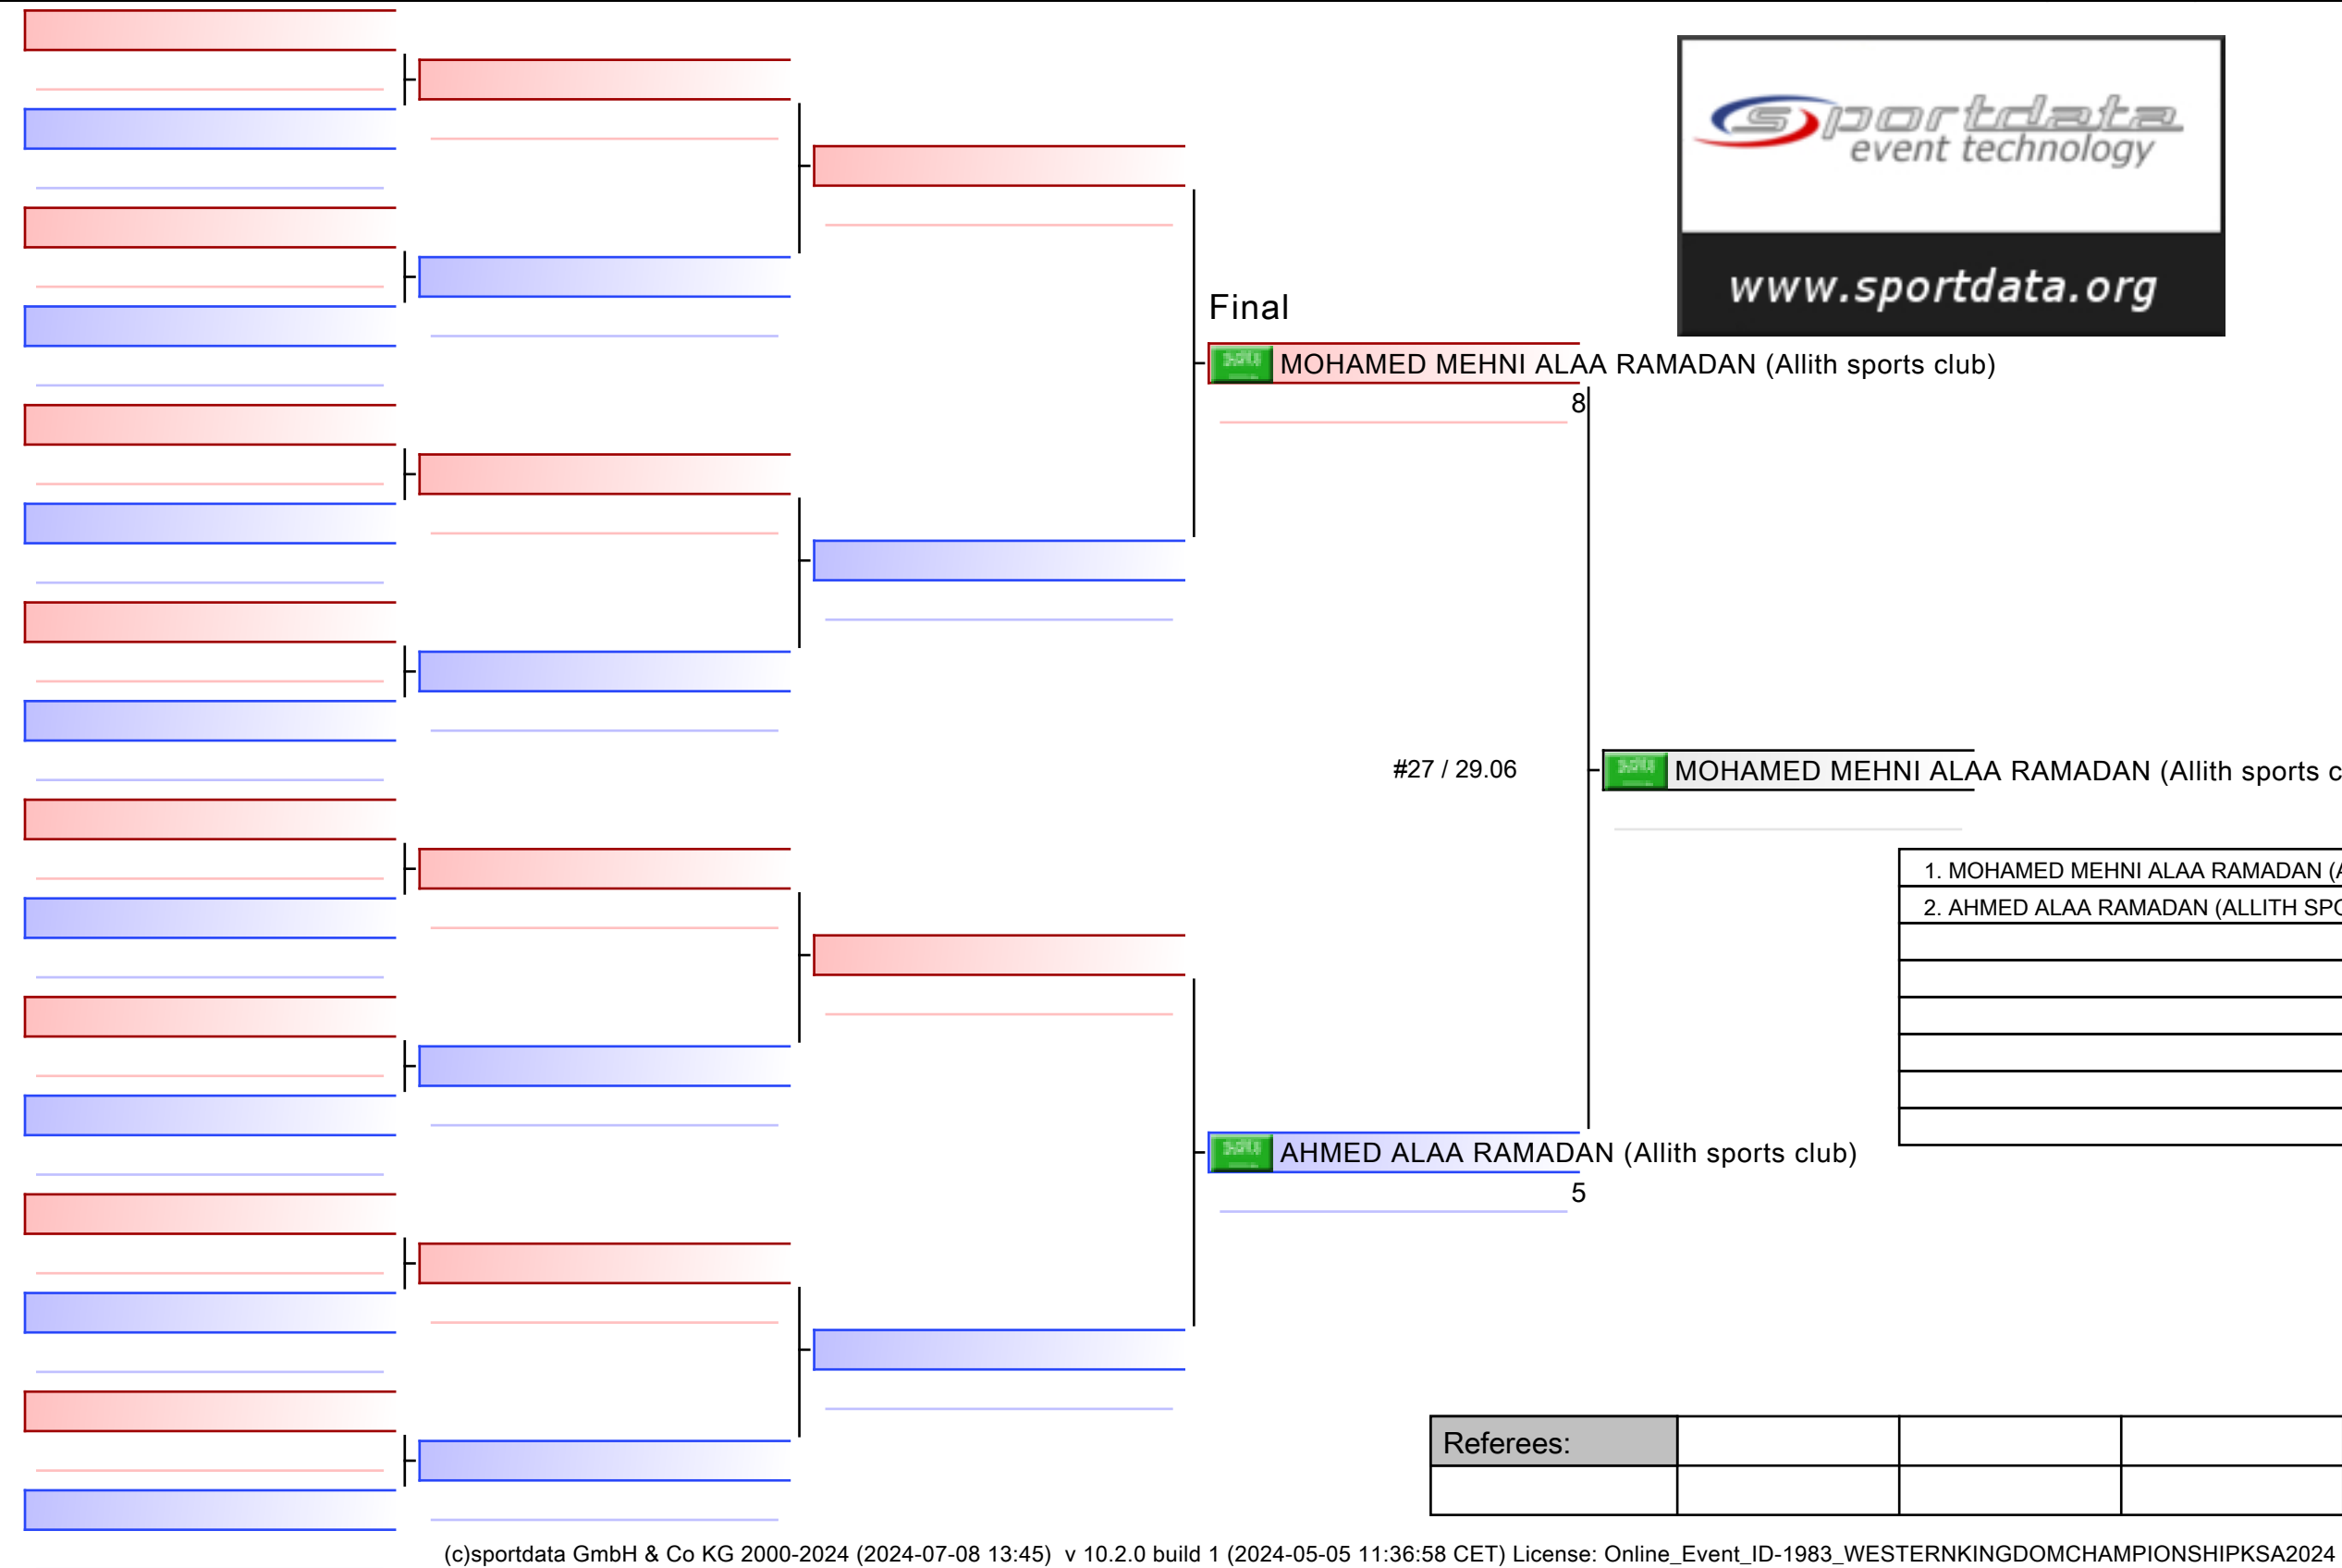 sportdata
event technology
www.sportdata.org
Final
MOHAMED MEHNI ALAA RAMADAN (Allith sports club)
8
#27 / 29.06
MOHAMED MEHNI ALAA RAMADAN (Allith sports c
1. MOHAMED MEHNI ALAA RAMADAN (A
2. AHMED ALAA RAMADAN (ALLITH SPO
AHMED ALAA RAMADAN (Allith sports club)
5
Referees:
(c)sportdata GmbH & Co KG 2000-2024 (2024-07-08 13:45) v 10.2.0 build 1 (2024-05-05 11:36:58 CET) License: Online_Event_ID-1983_WESTERNKINGDOMCHAMPIONSHIPKSA2024